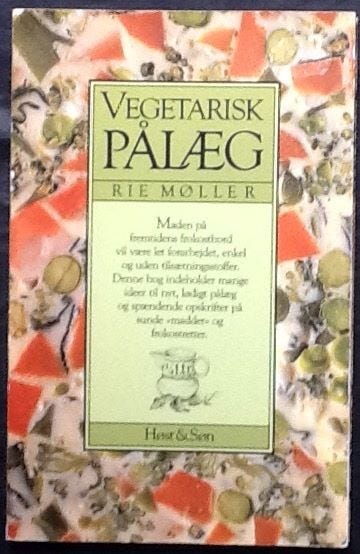 VEGETARISK
PÅLÆG
RIE MØLLER
Maden på
fremtidens frokostbord
vil være let forarbejdet, enkel
og uden tilsætningsstoffer.
Denne bog indeholder mange
ideer til nyt, lødigt pålæg
og spændende opskrifter på
sunde »madder« og
frokostretter.
Høst & Søn